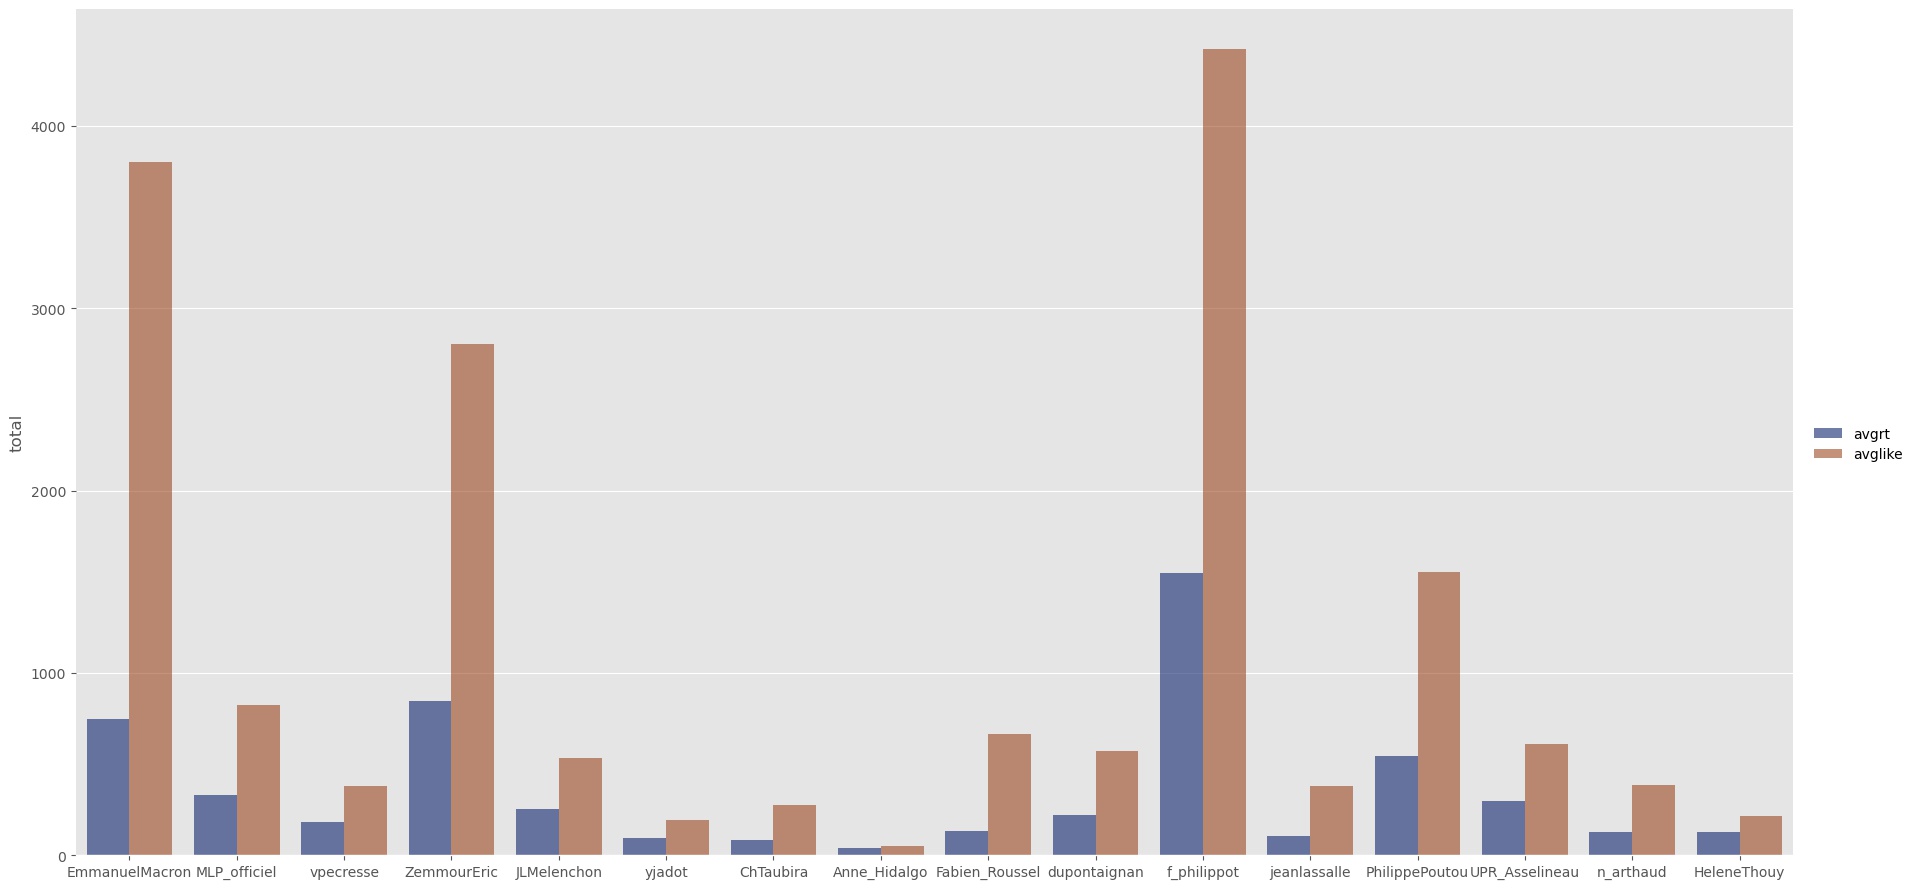 total
4000
3000
2000
1000
0
EmmanuelMacron MLP_officiel vpecresse ZemmourEric JLMelenchon yjadot ChTaubira Anne_Hidalgo Fabien_Roussel dupontaignan f_philippot jeanlassalle PhilippePoutou UPR_Asselineau n_arthaud HeleneThouy
avgrt
avglike